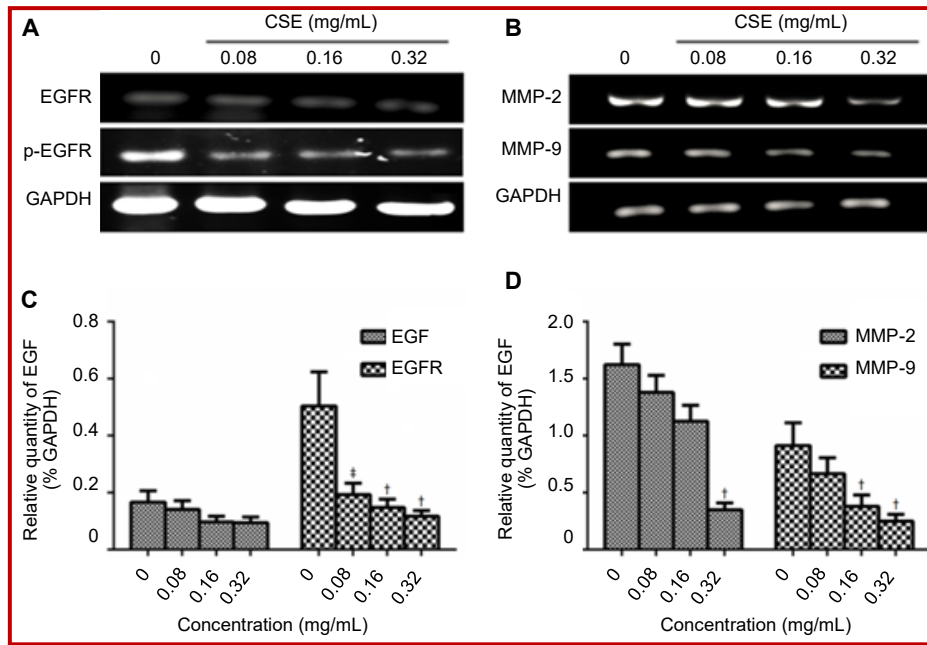 A
CSE (mg/mL)
0 0.08 0.16 0.32
EGFR
p-EGFR
GAPDH
B
CSE (mg/mL)
0 0.08 0.16 0.32
MMP-2
MMP-9
GAPDH
C
Relative quantity of EGF
(% GAPDH)
0.8
0.6
0.4
0.2
0
EGF
EGFR
‡ † †
0 0.08 0.16 0.32 0 0.08 0.16 0.32
Concentration (mg/mL)
D
Relative quantity of EGF
(% GAPDH)
2.0
1.5
1.0
0.5
0
MMP-2
MMP-9
† † †
0 0.08 0.16 0.32 0 0.08 0.16 0.32
Concentration (mg/mL)